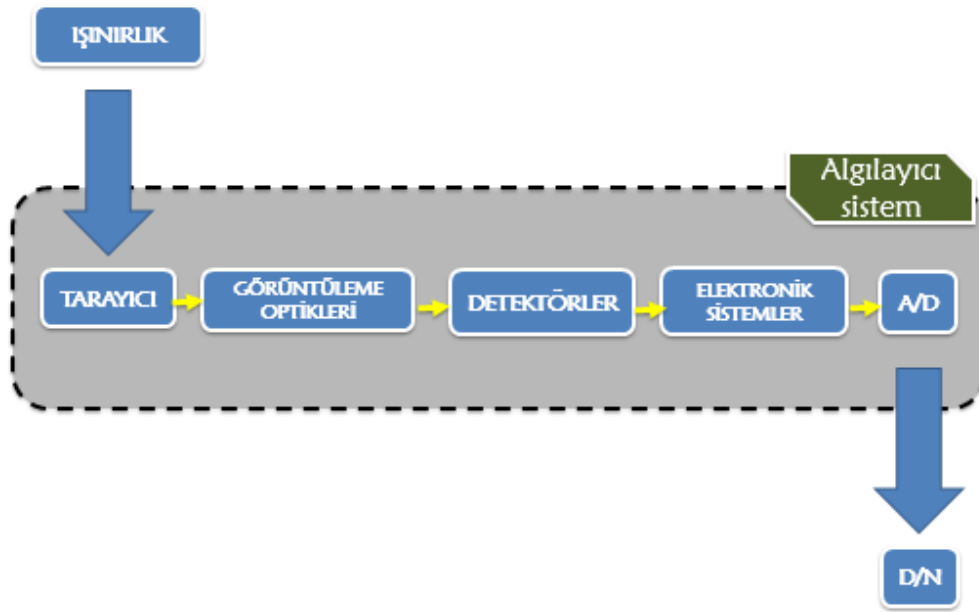 IŞINIRLIK
Algılayıcı
sistem
TARAYICI
GÖRÜNTÜLEME
OPTİKLERİ
DETEKTÖRLER
ELEKTRONİK
SİSTEMLER
A/D
D/N